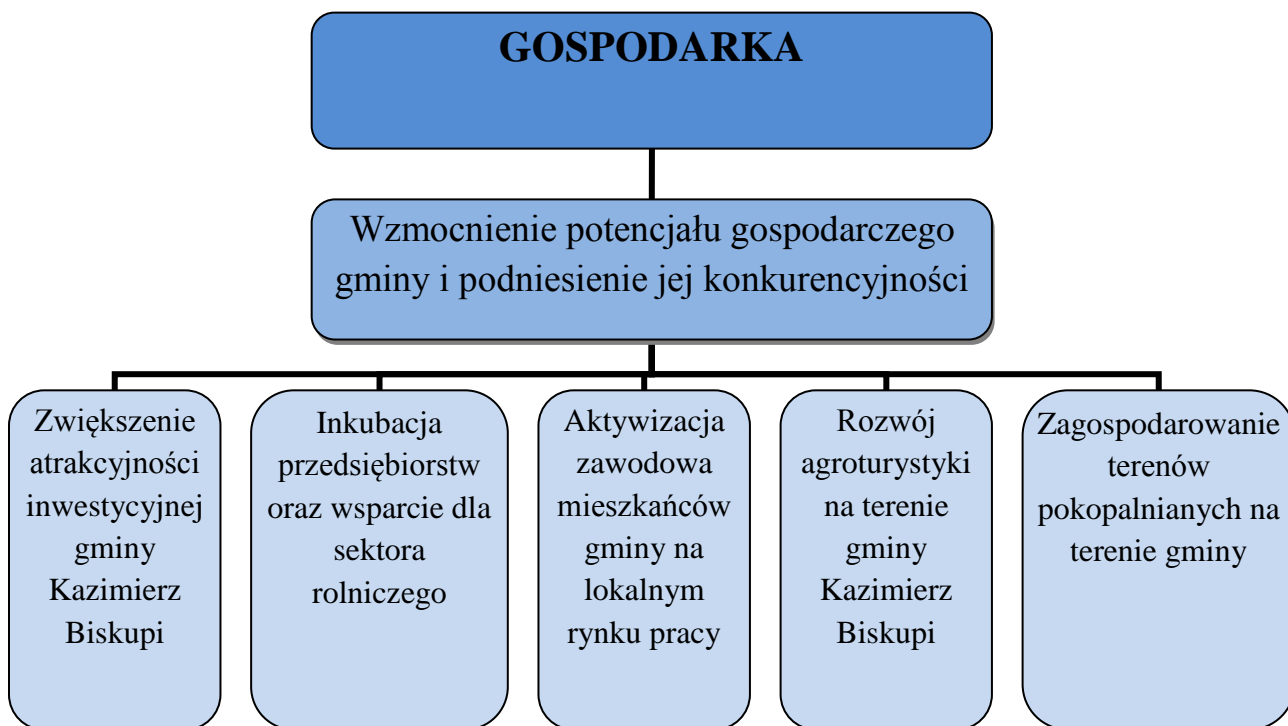 GOSPODARKA
Wzmocnienie potencjału gospodarczego
gminy i podniesienie jej konkurencyjności
Zwiększenie
atrakcyjności
inwestycyjnej
gminy
Kazimierz
Biskupi
Inkubacja
przedsiębiorstw
oraz wsparcie dla
sektora
rolniczego
Aktywizacja
zawodowa
mieszkańców
gminy na
lokalnym
rynku pracy
Rozwój
agroturystyki
na terenie
gminy
Kazimierz
Biskupi
Zagospodarowanie
terenów
pokopalnianych na
terenie gminy